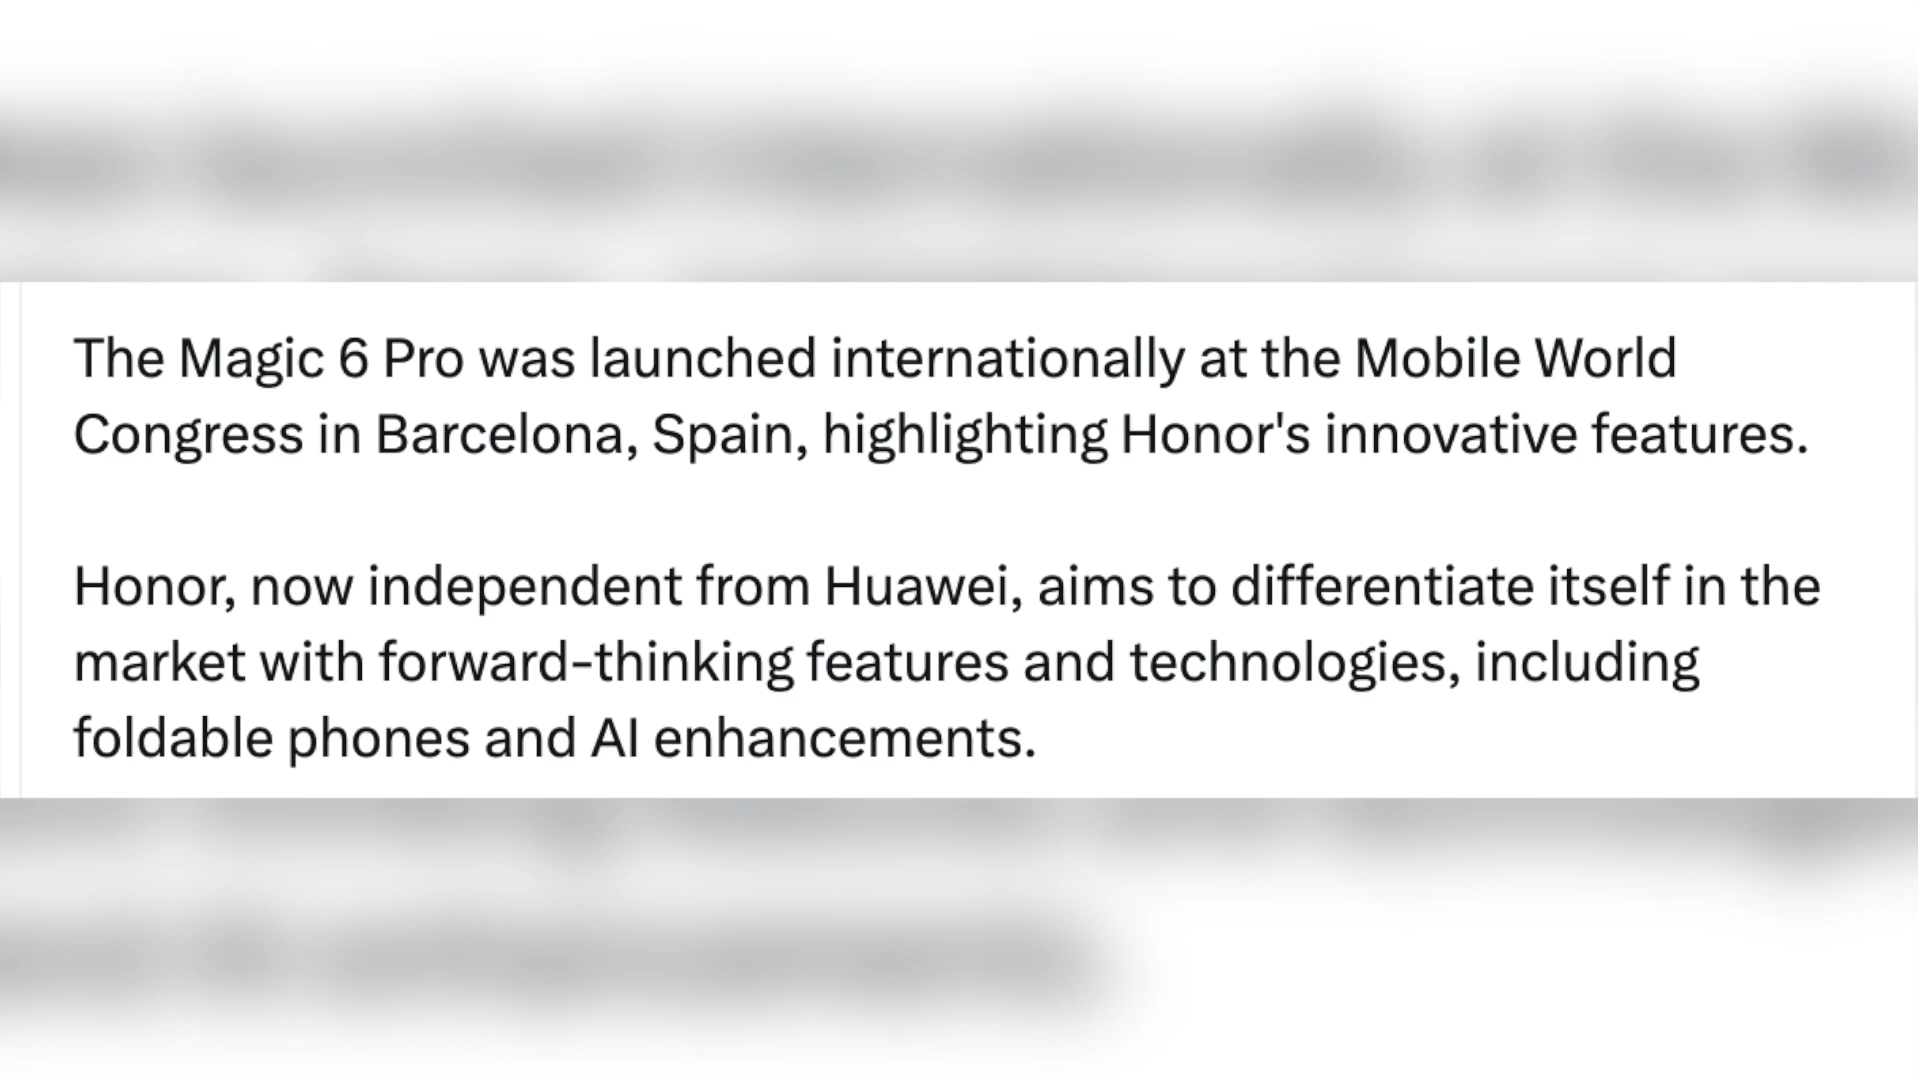 The Magic 6 Pro was launched internationally at the Mobile World
Congress in Barcelona, Spain, highlighting Honor's innovative features.
Honor, now independent from Huawei, aims to differentiate itself in the
market with forward-thinking features and technologies, including
foldable phones and AI enhancements.